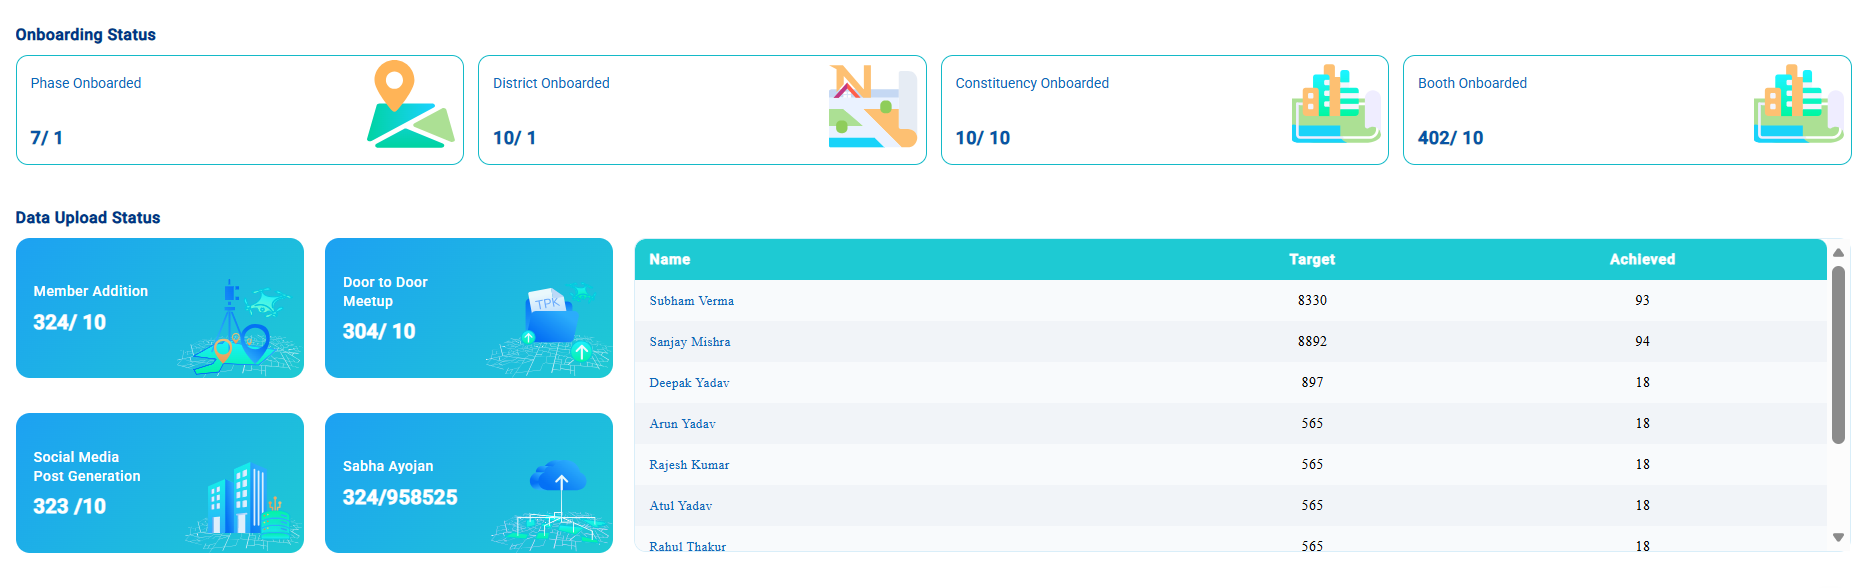 Onboarding Status
Phase Onboarded
7/ 1
District Onboarded
10/ 1
Constituency Onboarded
10/ 10
Booth Onboarded
402/ 10
Data Upload Status
Member Addition
324/ 10
Door to Door
Meetup
304/ 10
TPK
Social Media
Post Generation
323 /10
Sabha Ayojan
324/958525
Name Target Achieved
Subham Verma 8330 93
Sanjay Mishra 8892 94
Deepak Yadav 897 18
Arun Yadav 565 18
Rajesh Kumar 565 18
Atul Yadav 565 18
Rahul Thakur 565 18